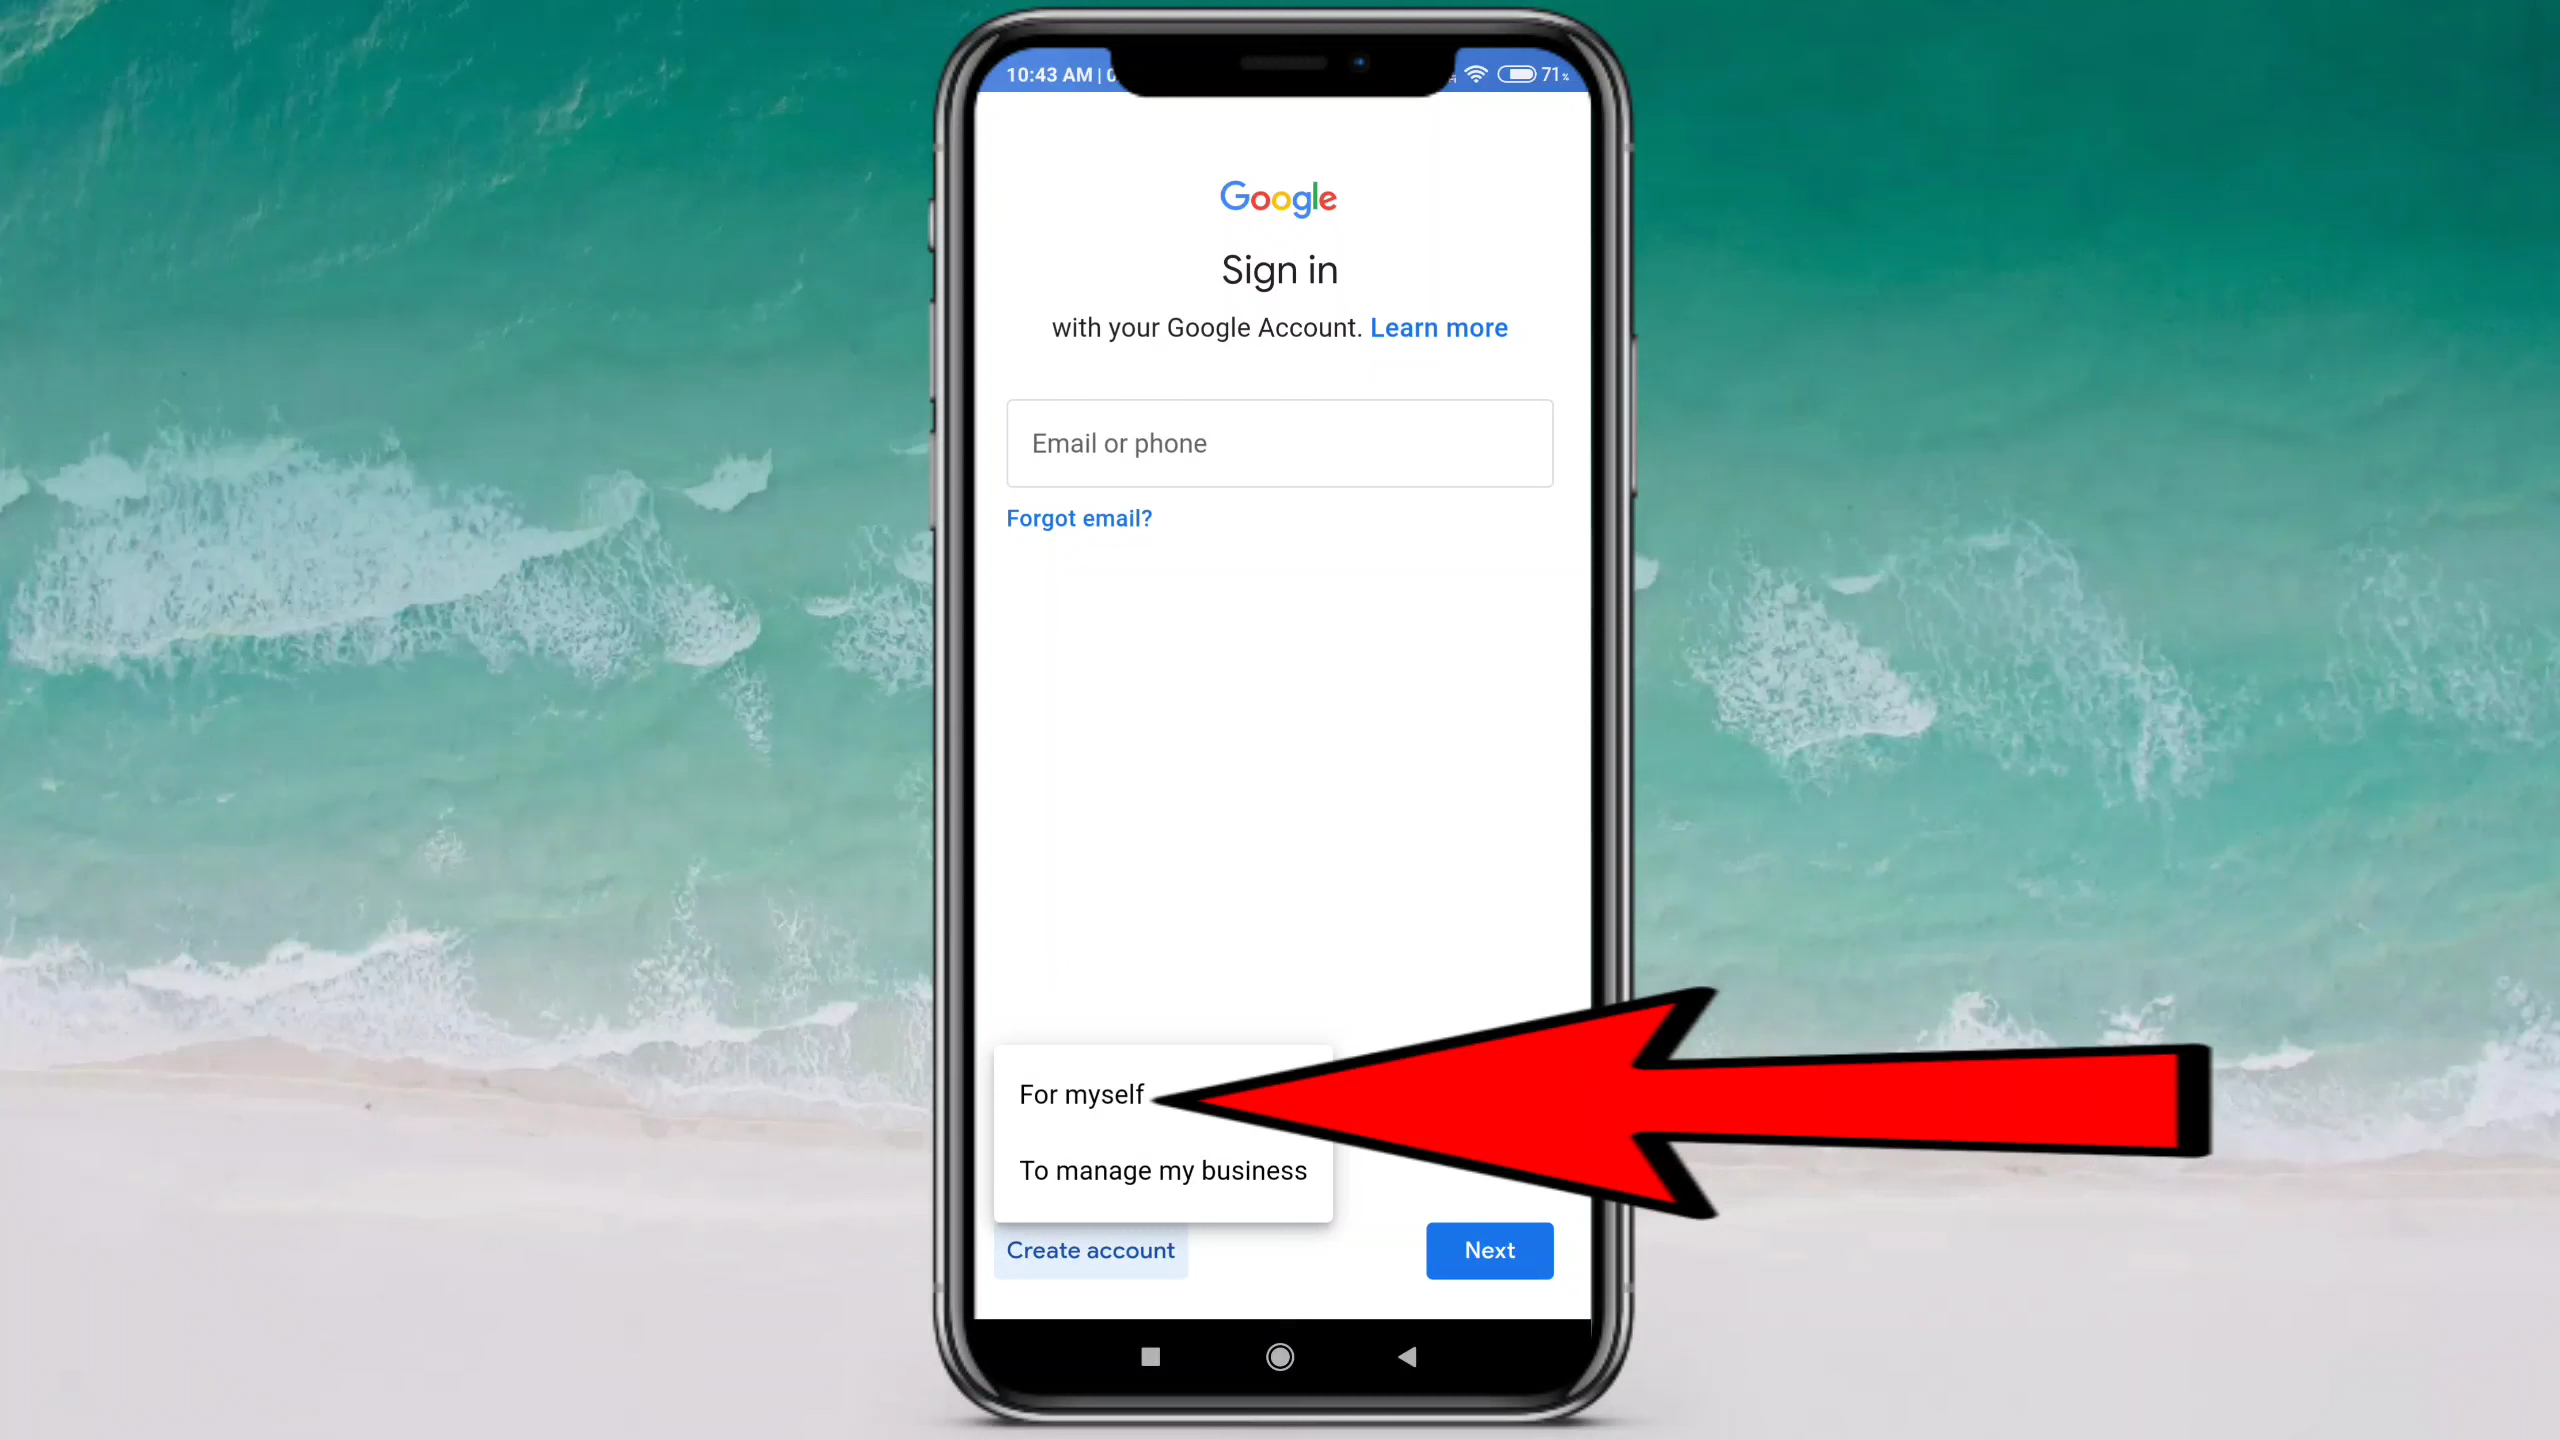 10:43 AM |
71%
Google
Sign in
with your Google Account. Learn more
Email or phone
Forgot email?
For myself
To manage my business
Create account
Next